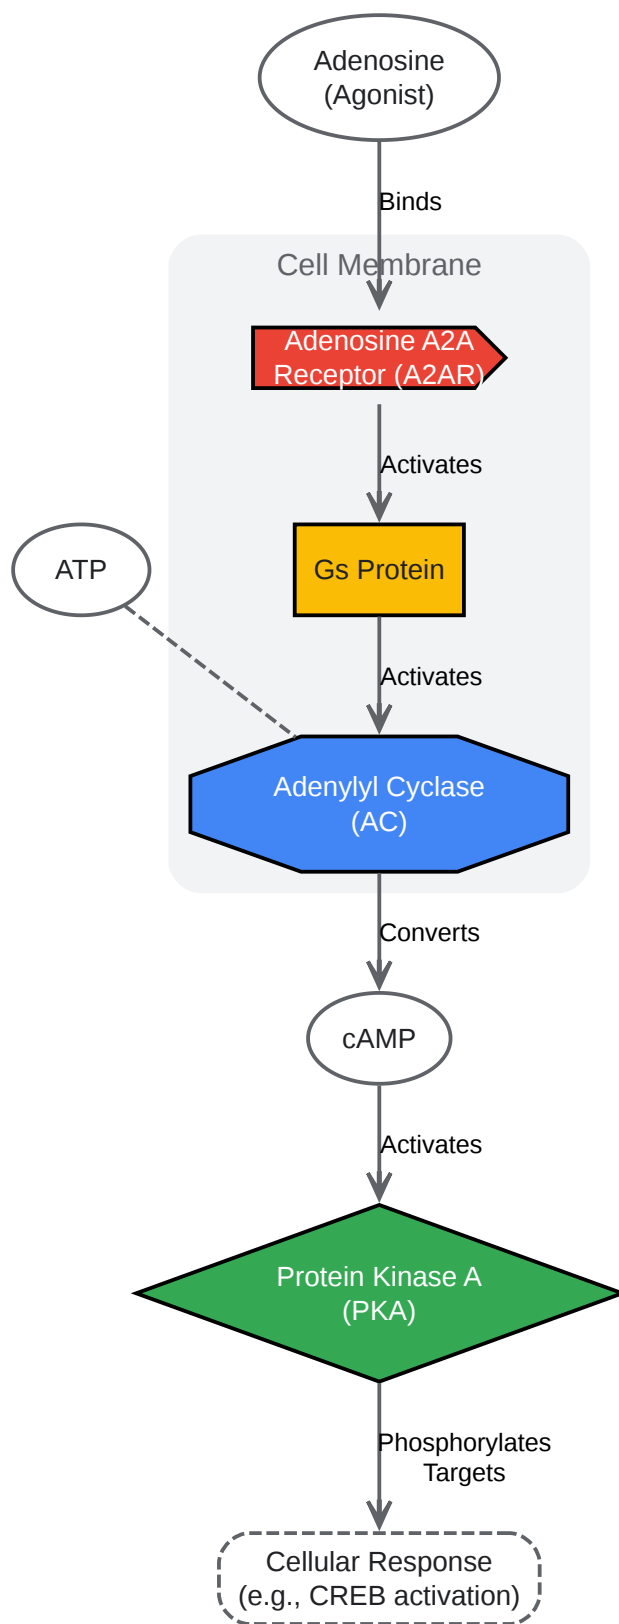 Adenosine
(Agonist)
Binds
Cell Membrane
Adenosine A2A
Receptor (A2AR)
Activates
ATP
Gs Protein
Activates
Adenylyl Cyclase
(AC)
Converts
cAMP
Activates
Protein Kinase A
(PKA)
Phosphorylates
Targets
Cellular Response
(e.g., CREB activation)